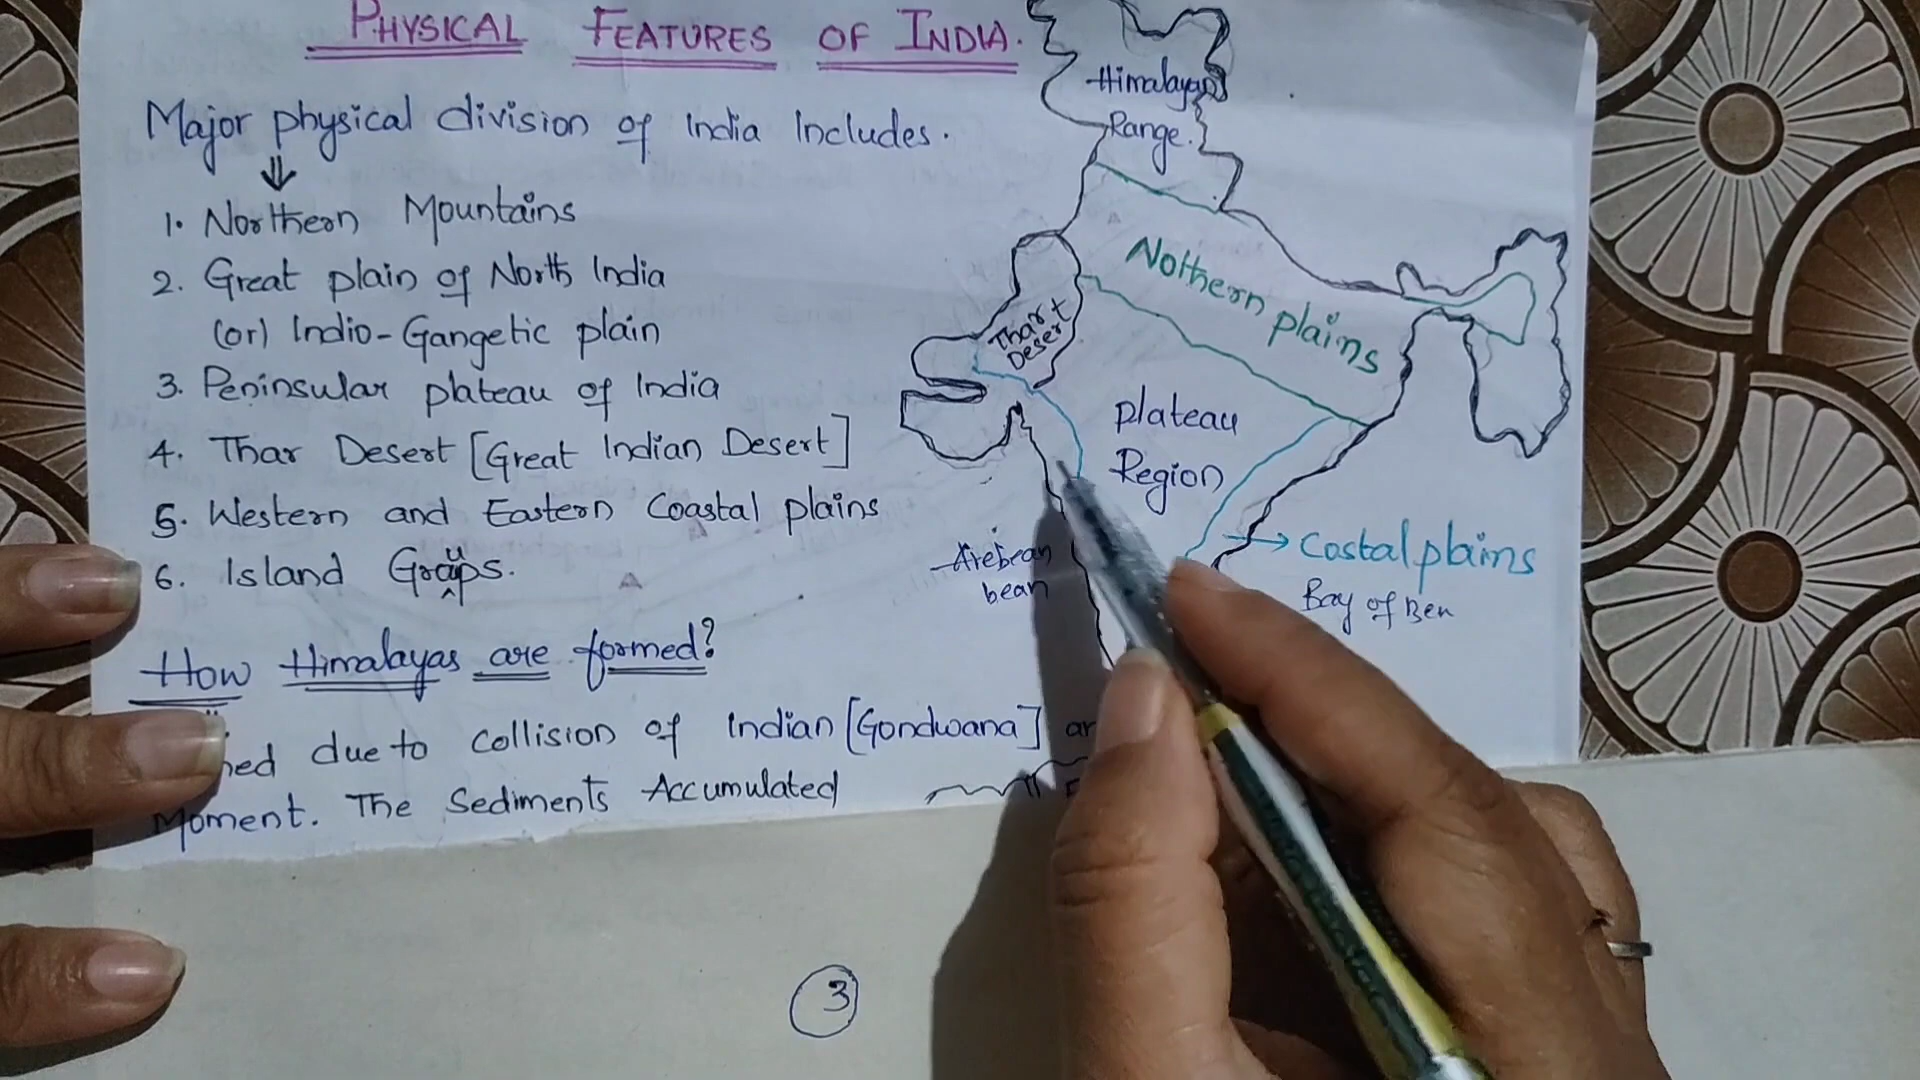 PHYSICAL FEATURES OF INDIA.
Major physical division of India Includes.
⇓
1. Northern Mountains
2. Great plain of North India
(or) Indio-Gangetic plain
3. Peninsular plateau of India
4. Thar Desert [Great Indian Desert]
5. Western and Eastern Coastal plains
6. Island Groups.
How Himalayas are formed?
due to collision of Indian [Gondwana]
Moment. The Sediments Accumulated
Himalayan
Range.
Nothern plains
Thar
Desert
plateau
Region
→ Costal plains
Arebean
bean
Bay of Ben
3